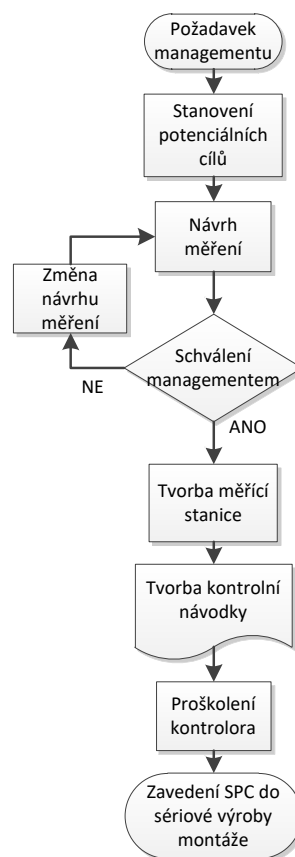 Požadavek
managementu
Stanovení
potenciálních
cílů
Návrh
měření
Změna
návrhu
měření
Schválení
managementem
NE
ANO
Tvorba měřící
stanice
Tvorba kontrolní
návodky
Proškolení
kontrolora
Zavedení SPC do
sériové výroby
montáže